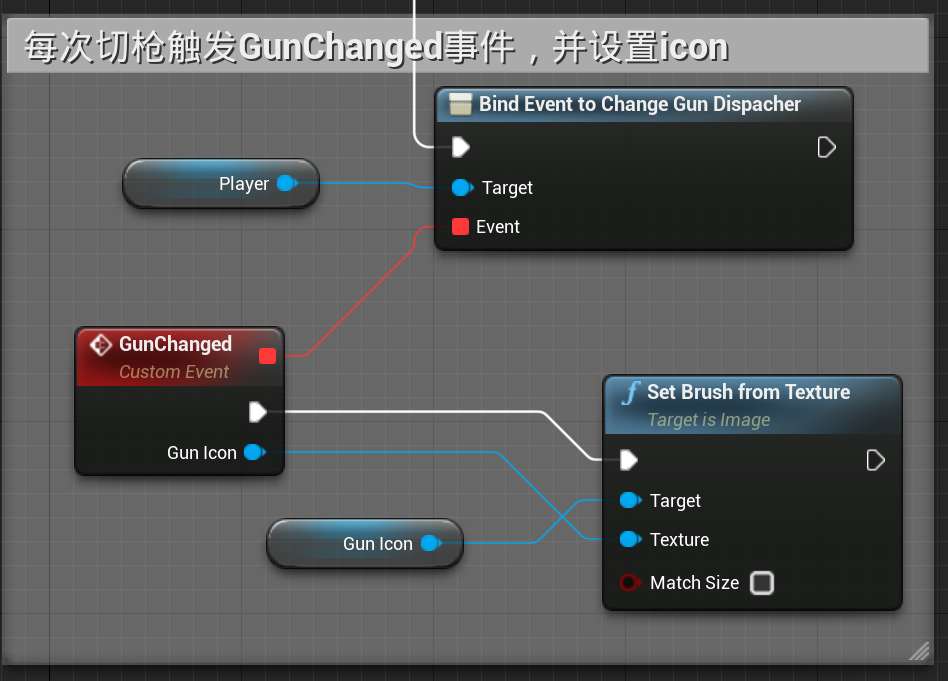 每次切枪触发GunChanged事件，并设置icon
Bind Event to Change Gun Dispacher
Player
Target
Event
GunChanged
Custom Event
Gun Icon
Set Brush from Texture
Target is Image
Target
Gun Icon
Texture
Match Size